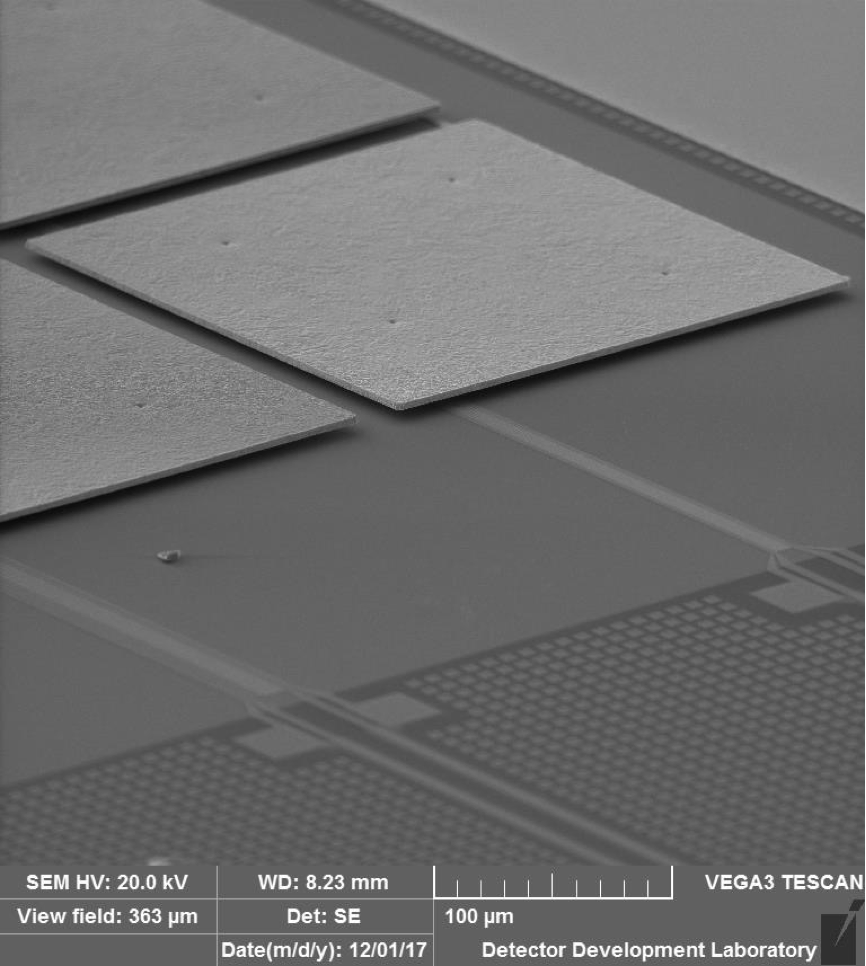 SEM HV: 20.0 kV WD: 8.23 mm VEGA3 TESCAN
View field: 363 µm Det: SE 100 µm
Date(m/d/y): 12/01/17 Detector Development Laboratory